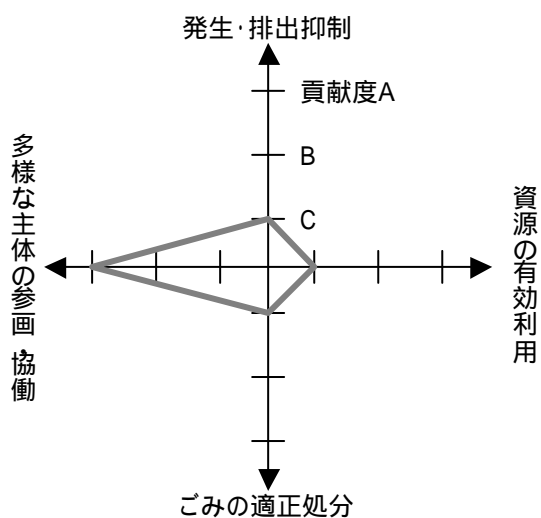 発生・排出抑制
貢献度A
B
C
多様な主体の参画・協働
資源の有効利用
ごみの適正処分